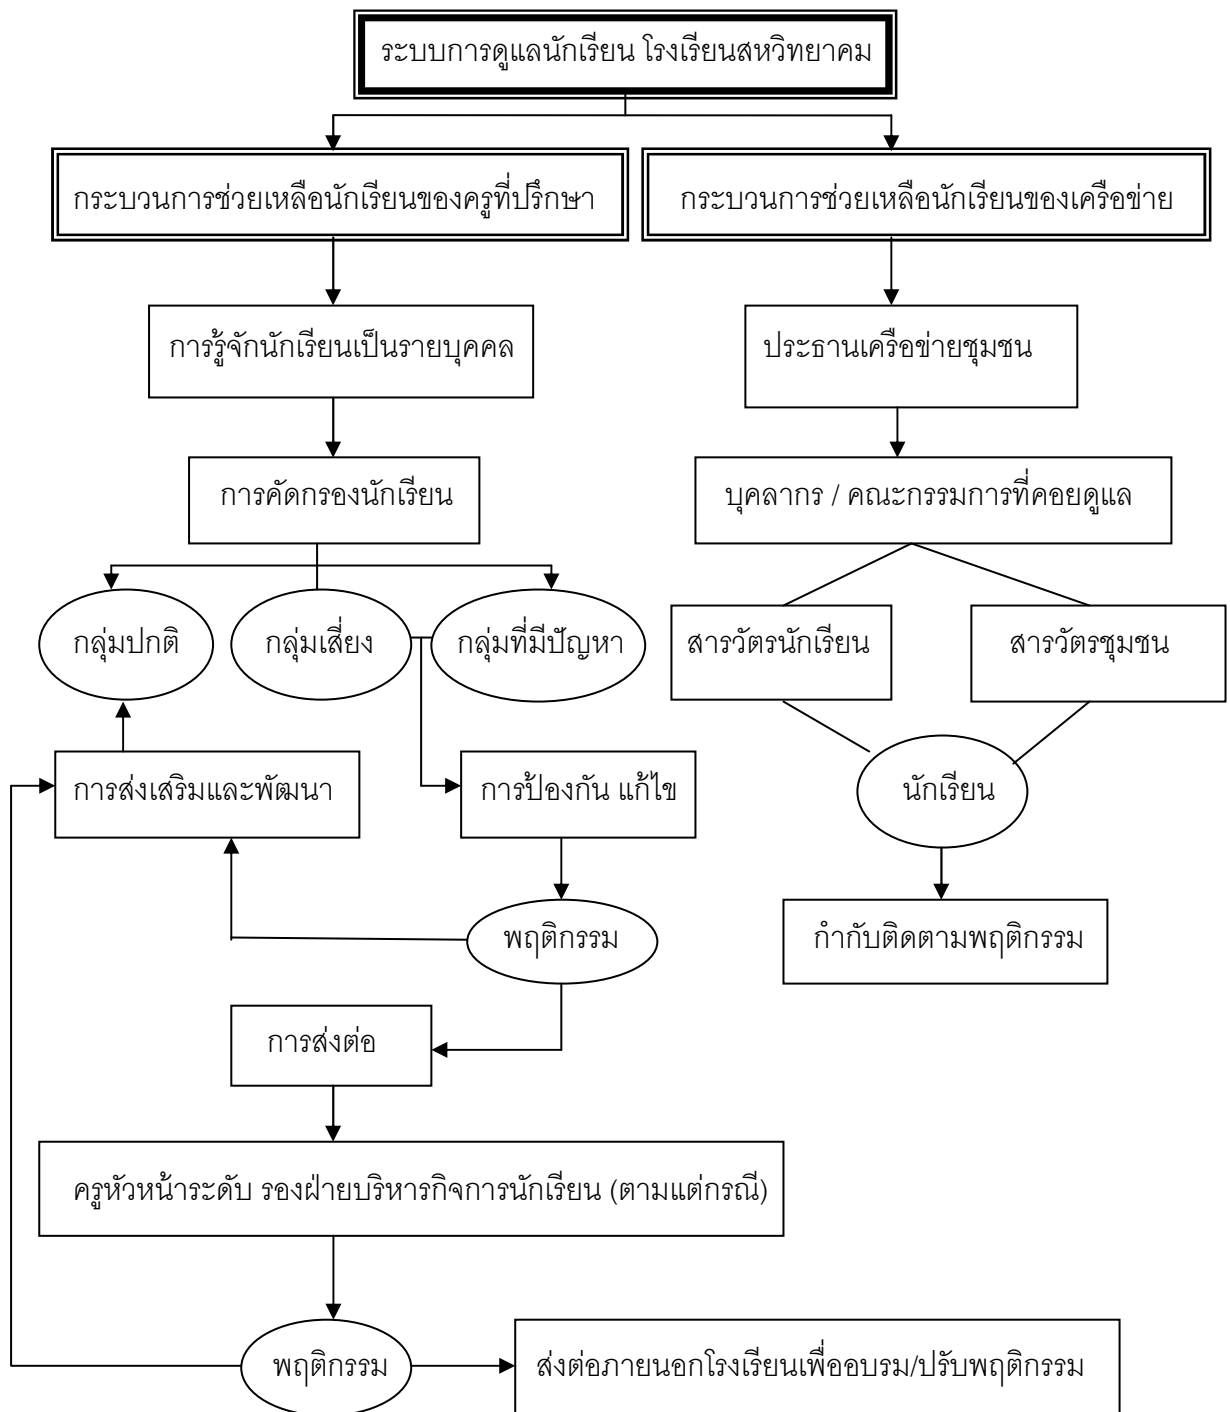 ระบบการดูแลนักเรียน โรงเรียนสหวิทยาคม
กระบวนการช่วยเหลือนักเรียนของครูที่ปรึกษา
กระบวนการช่วยเหลือนักเรียนของเครือข่าย
การรู้จักนักเรียนเป็นรายบุคคล
ประธานเครือข่ายชุมชน
การคัดกรองนักเรียน
บุคลากร / คณะกรรมการที่คอยดูแล
กลุ่มปกติ
กลุ่มเสี่ยง
กลุ่มที่มีปัญหา
สารวัตรนักเรียน
สารวัตรชุมชน
การส่งเสริมและพัฒนา
การป้องกัน แก้ไข
นักเรียน
พฤติกรรม
กำกับติดตามพฤติกรรม
การส่งต่อ
ครูหัวหน้าระดับ รองฝ่ายบริหารกิจการนักเรียน (ตามแต่กรณี)
พฤติกรรม
ส่งต่อภายนอกโรงเรียนเพื่ออบรม/ปรับพฤติกรรม